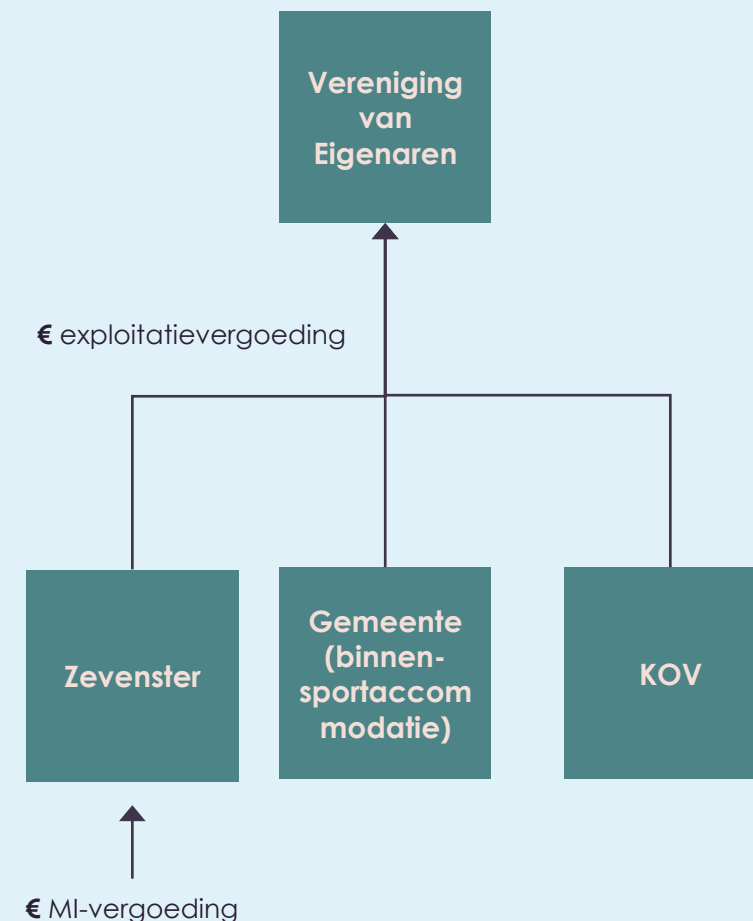 Vereniging
van
Eigenaren
€ exploitatievergoeding
Zevenster
Gemeente
(binnen-
sportaccom
modatie)
KOV
€ MI-vergoeding